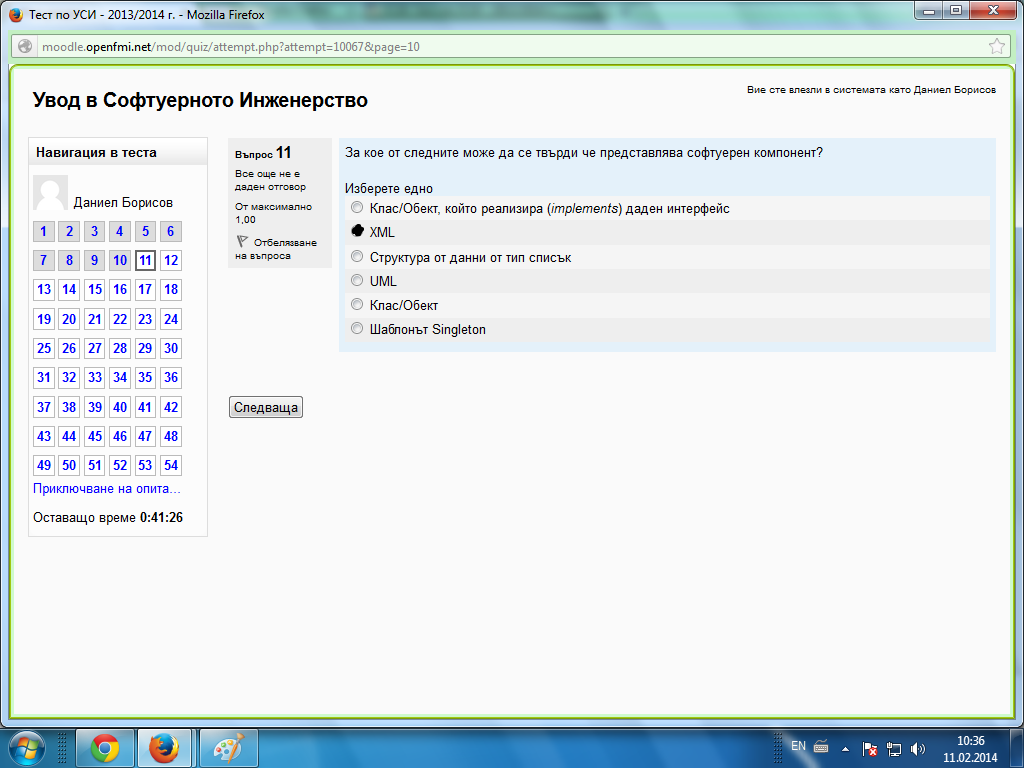 Тест по УСИ - 2013/2014 г. - Mozilla Firefox
moodle.openfmi.net/mod/quiz/attempt.php?attempt=10067&page=10
Увод в Софтуерното Инженерство
Вие сте влезли в системата като Даниел Борисов
Навигация в теста
Даниел Борисов
1 2 3 4 5 6
7 8 9 10 11 12
13 14 15 16 17 18
19 20 21 22 23 24
25 26 27 28 29 30
31 32 33 34 35 36
37 38 39 40 41 42
43 44 45 46 47 48
49 50 51 52 53 54
Приключване на опита...
Оставащо време 0:41:26
Въпрос 11
Все още не е
даден отговор
От максимално
1,00
Отбелязване
на въпроса
За кое от следните може да се твърди че представлява софтуерен компонент?
Изберете едно
Клас/Обект, който реализира (implements) даден интерфейс
XML
Структура от данни от тип списък
UML
Клас/Обект
Шаблонът Singleton
Следваща
EN
10:36
11.02.2014